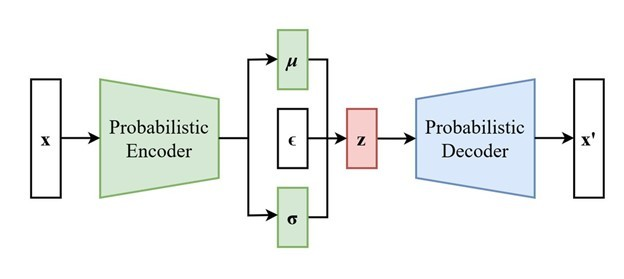 x
Probabilistic
Encoder
μ
ϵ
σ
z
Probabilistic
Decoder
x'